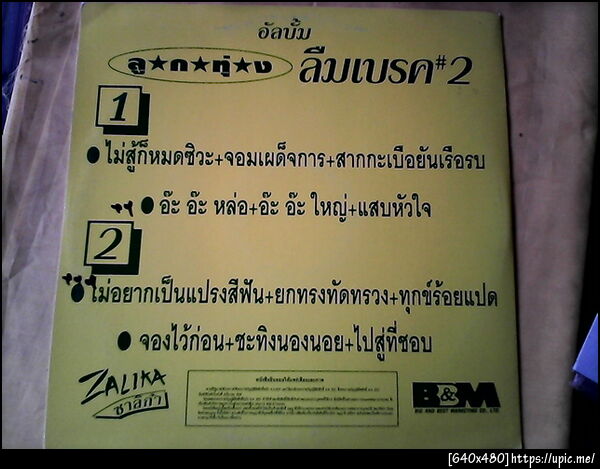 อัลบั้ม
ลู★ก★ทุ่★ง ลืมเบรค#2
1
●ไม่สู้ก็หมดซิวะ+จอมเผด็จการ+สากกะเบือยันเรือรบ
●อ๊ะ อ๊ะ หล่อ+อ๊ะ อ๊ะ ใหญ่+แสบหัวใจ
2
●ไม่อยากเป็นแปรงสีฟัน+ยกทรงทัดทรวง+ทุกข์ร้อยแปด
●จองไว้ก่อน+ชะทิงนองนอย+ไปสู่ที่ชอบ
ZALIKA
ซาลิก้า
B&M
BIG AND BEST MARKETING CO., LTD.
[640x480]https://upic.me/